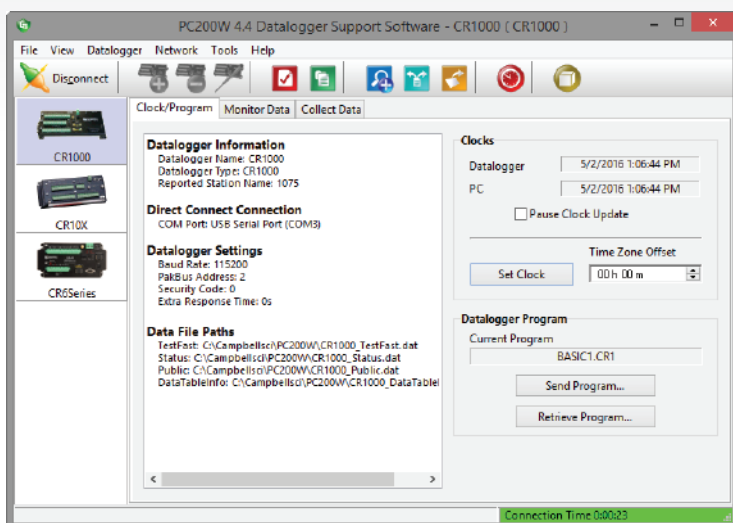 PC200W 4.4 Datalogger Support Software - CR1000 ( CR1000 )
File View Datalogger Network Tools Help
Disconnect
CR1000
CR10X
CR6Series
Clock/Program Monitor Data Collect Data
Datalogger Information
Datalogger Name: CR1000
Datalogger Type: CR1000
Reported Station Name: 1075
Direct Connect Connection
COM Port: USB Serial Port (COM3)
Datalogger Settings
Baud Rate: 115200
PakBus Address: 2
Security Code: 0
Extra Response Time: 0s
Data File Paths
TestFast: C:\Campbellsci\PC200W\CR1000_TestFast.dat
Status: C:\Campbellsci\PC200W\CR1000_Status.dat
Public: C:\Campbellsci\PC200W\CR1000_Public.dat
DataTableInfo: C:\Campbellsci\PC200W\CR1000_DataTableI
Clocks
Datalogger 5/2/2016 1:06:44 PM
PC 5/2/2016 1:06:44 PM
Pause Clock Update
Time Zone Offset
Set Clock 00 h 00 m
Datalogger Program
Current Program
BASIC1.CR1
Send Program...
Retrieve Program...
Connection Time 0:00:23